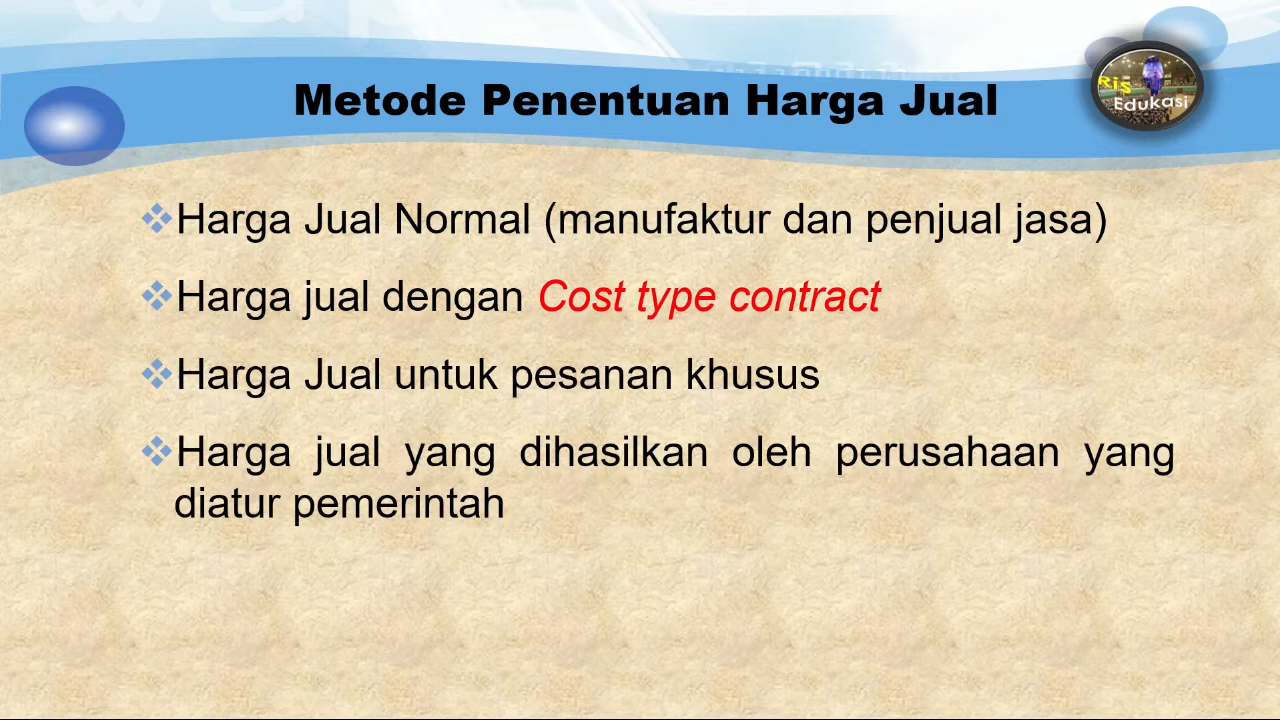 Metode Penentuan Harga Jual
Ris
Edukasi
Harga Jual Normal (manufaktur dan penjual jasa)
Harga jual dengan Cost type contract
Harga Jual untuk pesanan khusus
Harga jual yang dihasilkan oleh perusahaan yang
diatur pemerintah